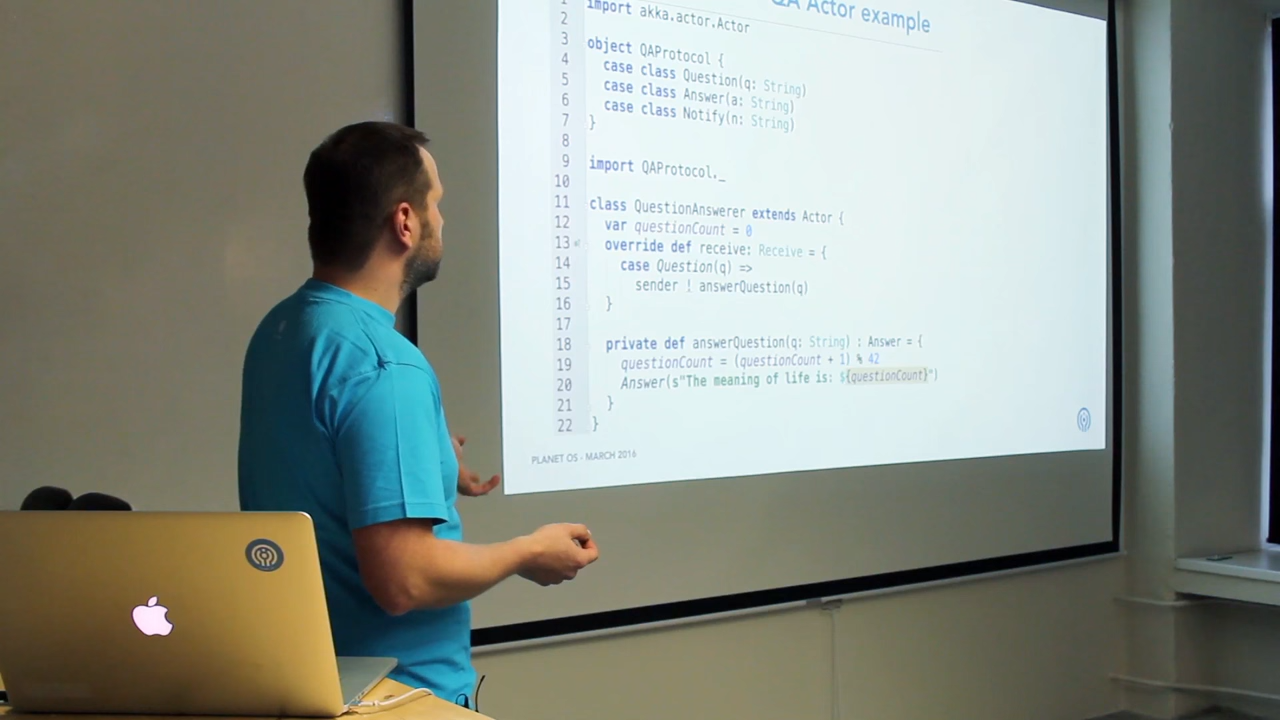 QA Actor example
1
2 import akka.actor.Actor
3
4 object QAProtocol {
5 case class Question(q: String)
6 case class Answer(a: String)
7 case class Notify(n: String)
8 }
9 import QAProtocol._
10
11 class QuestionAnswerer extends Actor {
12 var questionCount = 0
13 override def receive: Receive = {
14 case Question(q) =>
15 sender ! answerQuestion(q)
16 }
17
18 private def answerQuestion(q: String) : Answer = {
19 questionCount = (questionCount + 1) % 42
20 Answer(s"The meaning of life is: ${questionCount}")
21 }
22 }
PLANET OS - MARCH 2016